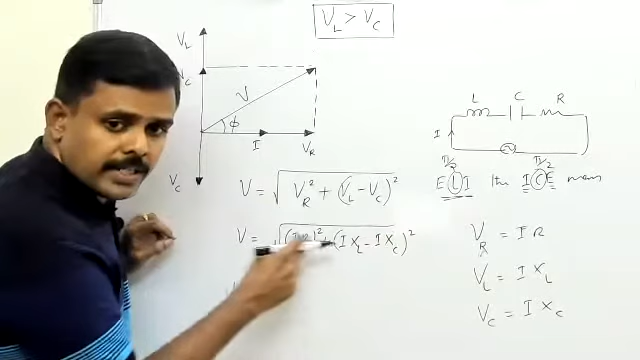 V_L > V_C
V_L
V_C
V
φ
I
V_R
V_C
L C R
I
π/2 π/2
ELI the ICE man
V = √(V_R² + (V_L - V_C)²)
V = √((IR)² + (IX_L - IX_C)²)
V_R = IR
V_L = IX_L
V_C = IX_C